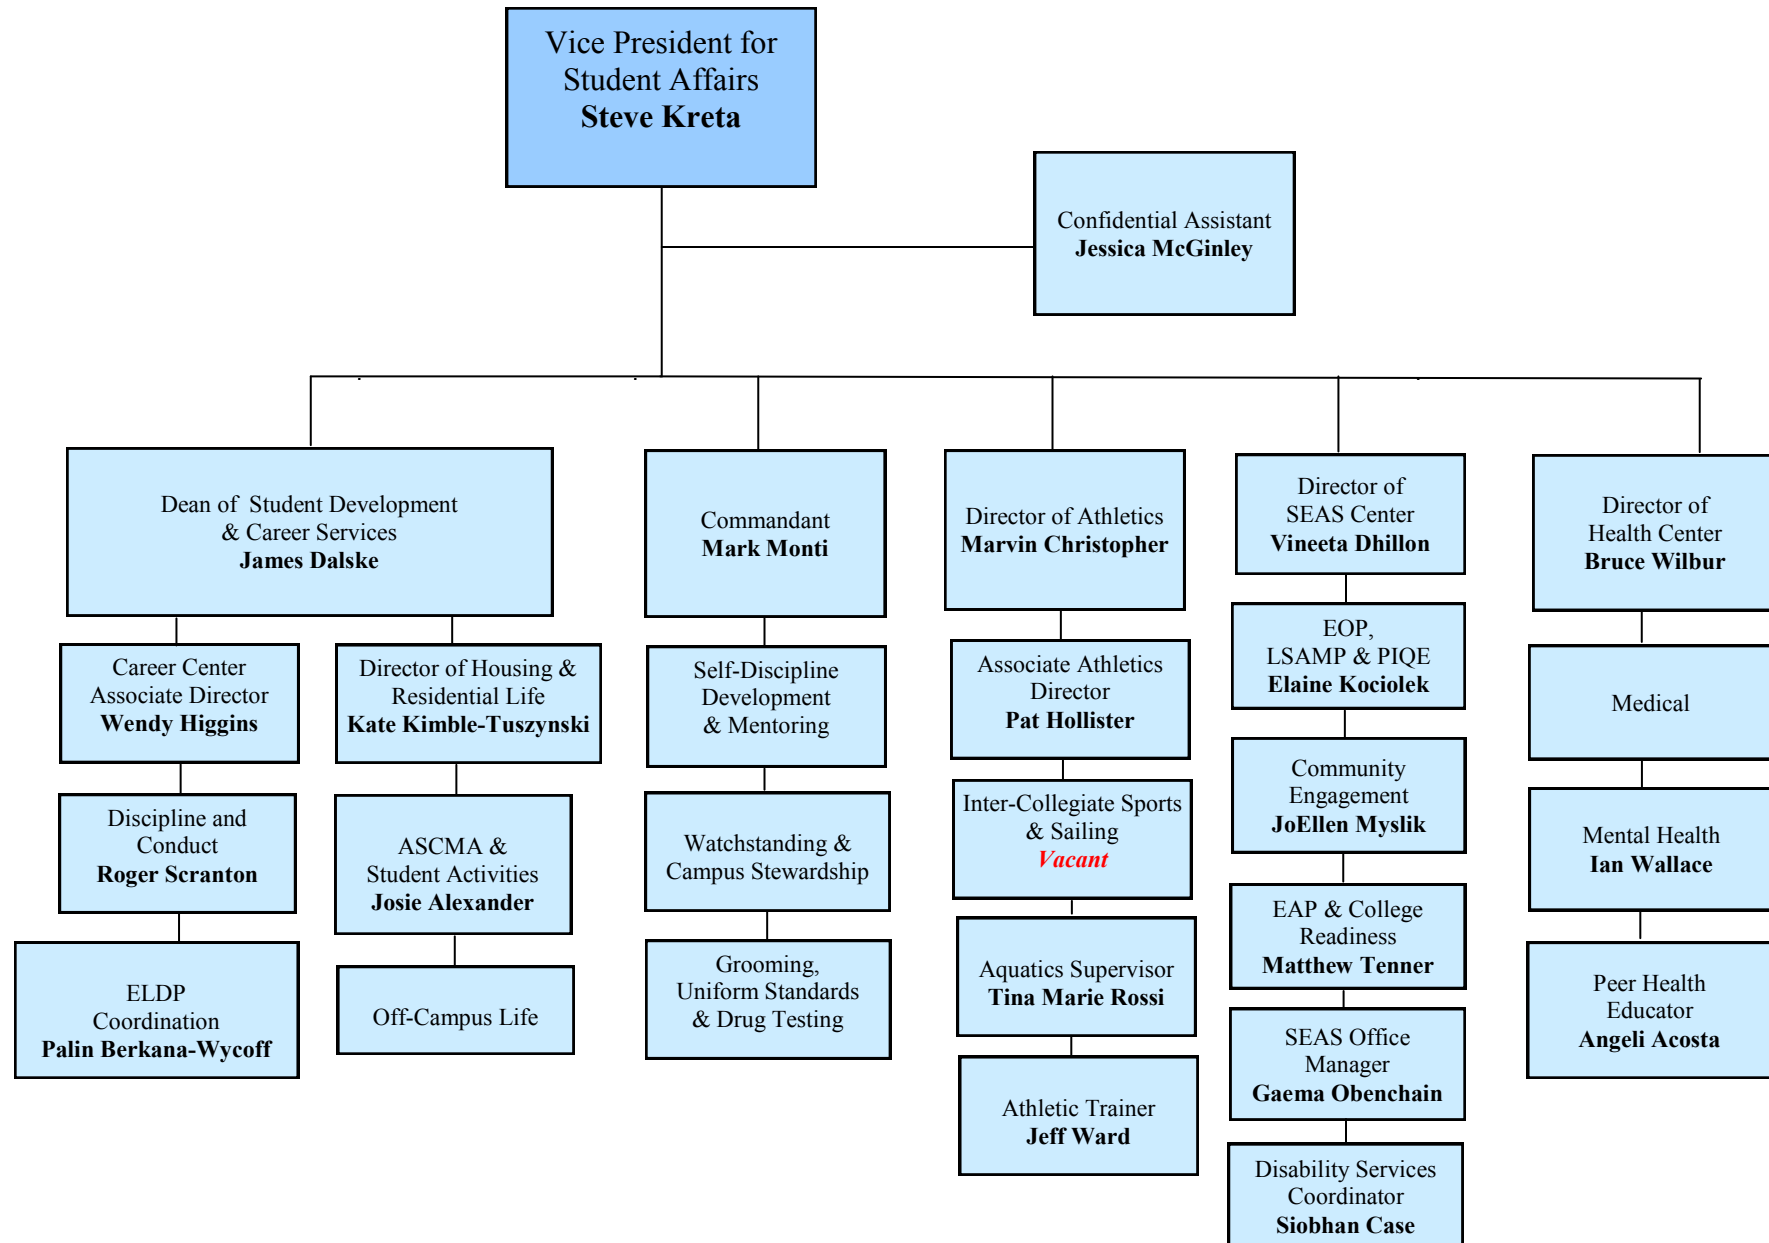 Vice President for
Student Affairs
Steve Kreta
Confidential Assistant
Jessica McGinley
Dean of Student Development
& Career Services
James Dalske
Commandant
Mark Monti
Director of Athletics
Marvin Christopher
Director of
SEAS Center
Vineeta Dhillon
Director of
Health Center
Bruce Wilbur
Career Center
Associate Director
Wendy Higgins
Director of Housing &
Residential Life
Kate Kimble-Tuszynski
Self-Discipline
Development
& Mentoring
Associate Athletics
Director
Pat Hollister
EOP,
LSAMP & PIQE
Elaine Kociolek
Medical
Discipline and
Conduct
Roger Scranton
ASCMA &
Student Activities
Josie Alexander
Watchstanding &
Campus Stewardship
Inter-Collegiate Sports
& Sailing
Vacant
Community
Engagement
JoEllen Myslik
Mental Health
Ian Wallace
ELDP
Coordination
Palin Berkana-Wycoff
Off-Campus Life
Grooming,
Uniform Standards
& Drug Testing
Aquatics Supervisor
Tina Marie Rossi
EAP & College
Readiness
Matthew Tenner
Peer Health
Educator
Angeli Acosta
Athletic Trainer
Jeff Ward
SEAS Office
Manager
Gaema Obenchain
Disability Services
Coordinator
Siobhan Case